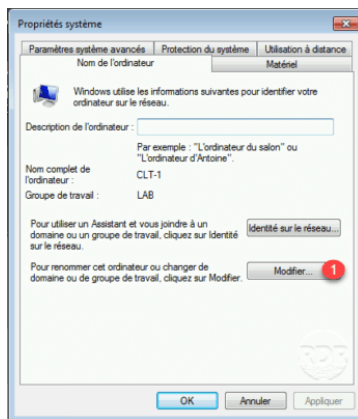 Propriétés système
Paramètres système avancés Protection du système Utilisation à distance
Nom de l'ordinateur Matériel
Windows utilise les informations suivantes pour identifier votre
ordinateur sur le réseau.
Description de l'ordinateur :
Par exemple : "L'ordinateur du salon" ou
"L'ordinateur d'Antoine".
Nom complet de
l'ordinateur : CLT-1
Groupe de travail : LAB
Pour utiliser un Assistant et vous joindre à un
domaine ou un groupe de travail, cliquez sur Identité
sur le réseau.
Identité sur le réseau...
Pour renommer cet ordinateur ou changer de
domaine ou de groupe de travail, cliquez sur Modifier.
Modifier... 1
RDR
OK Annuler Appliquer